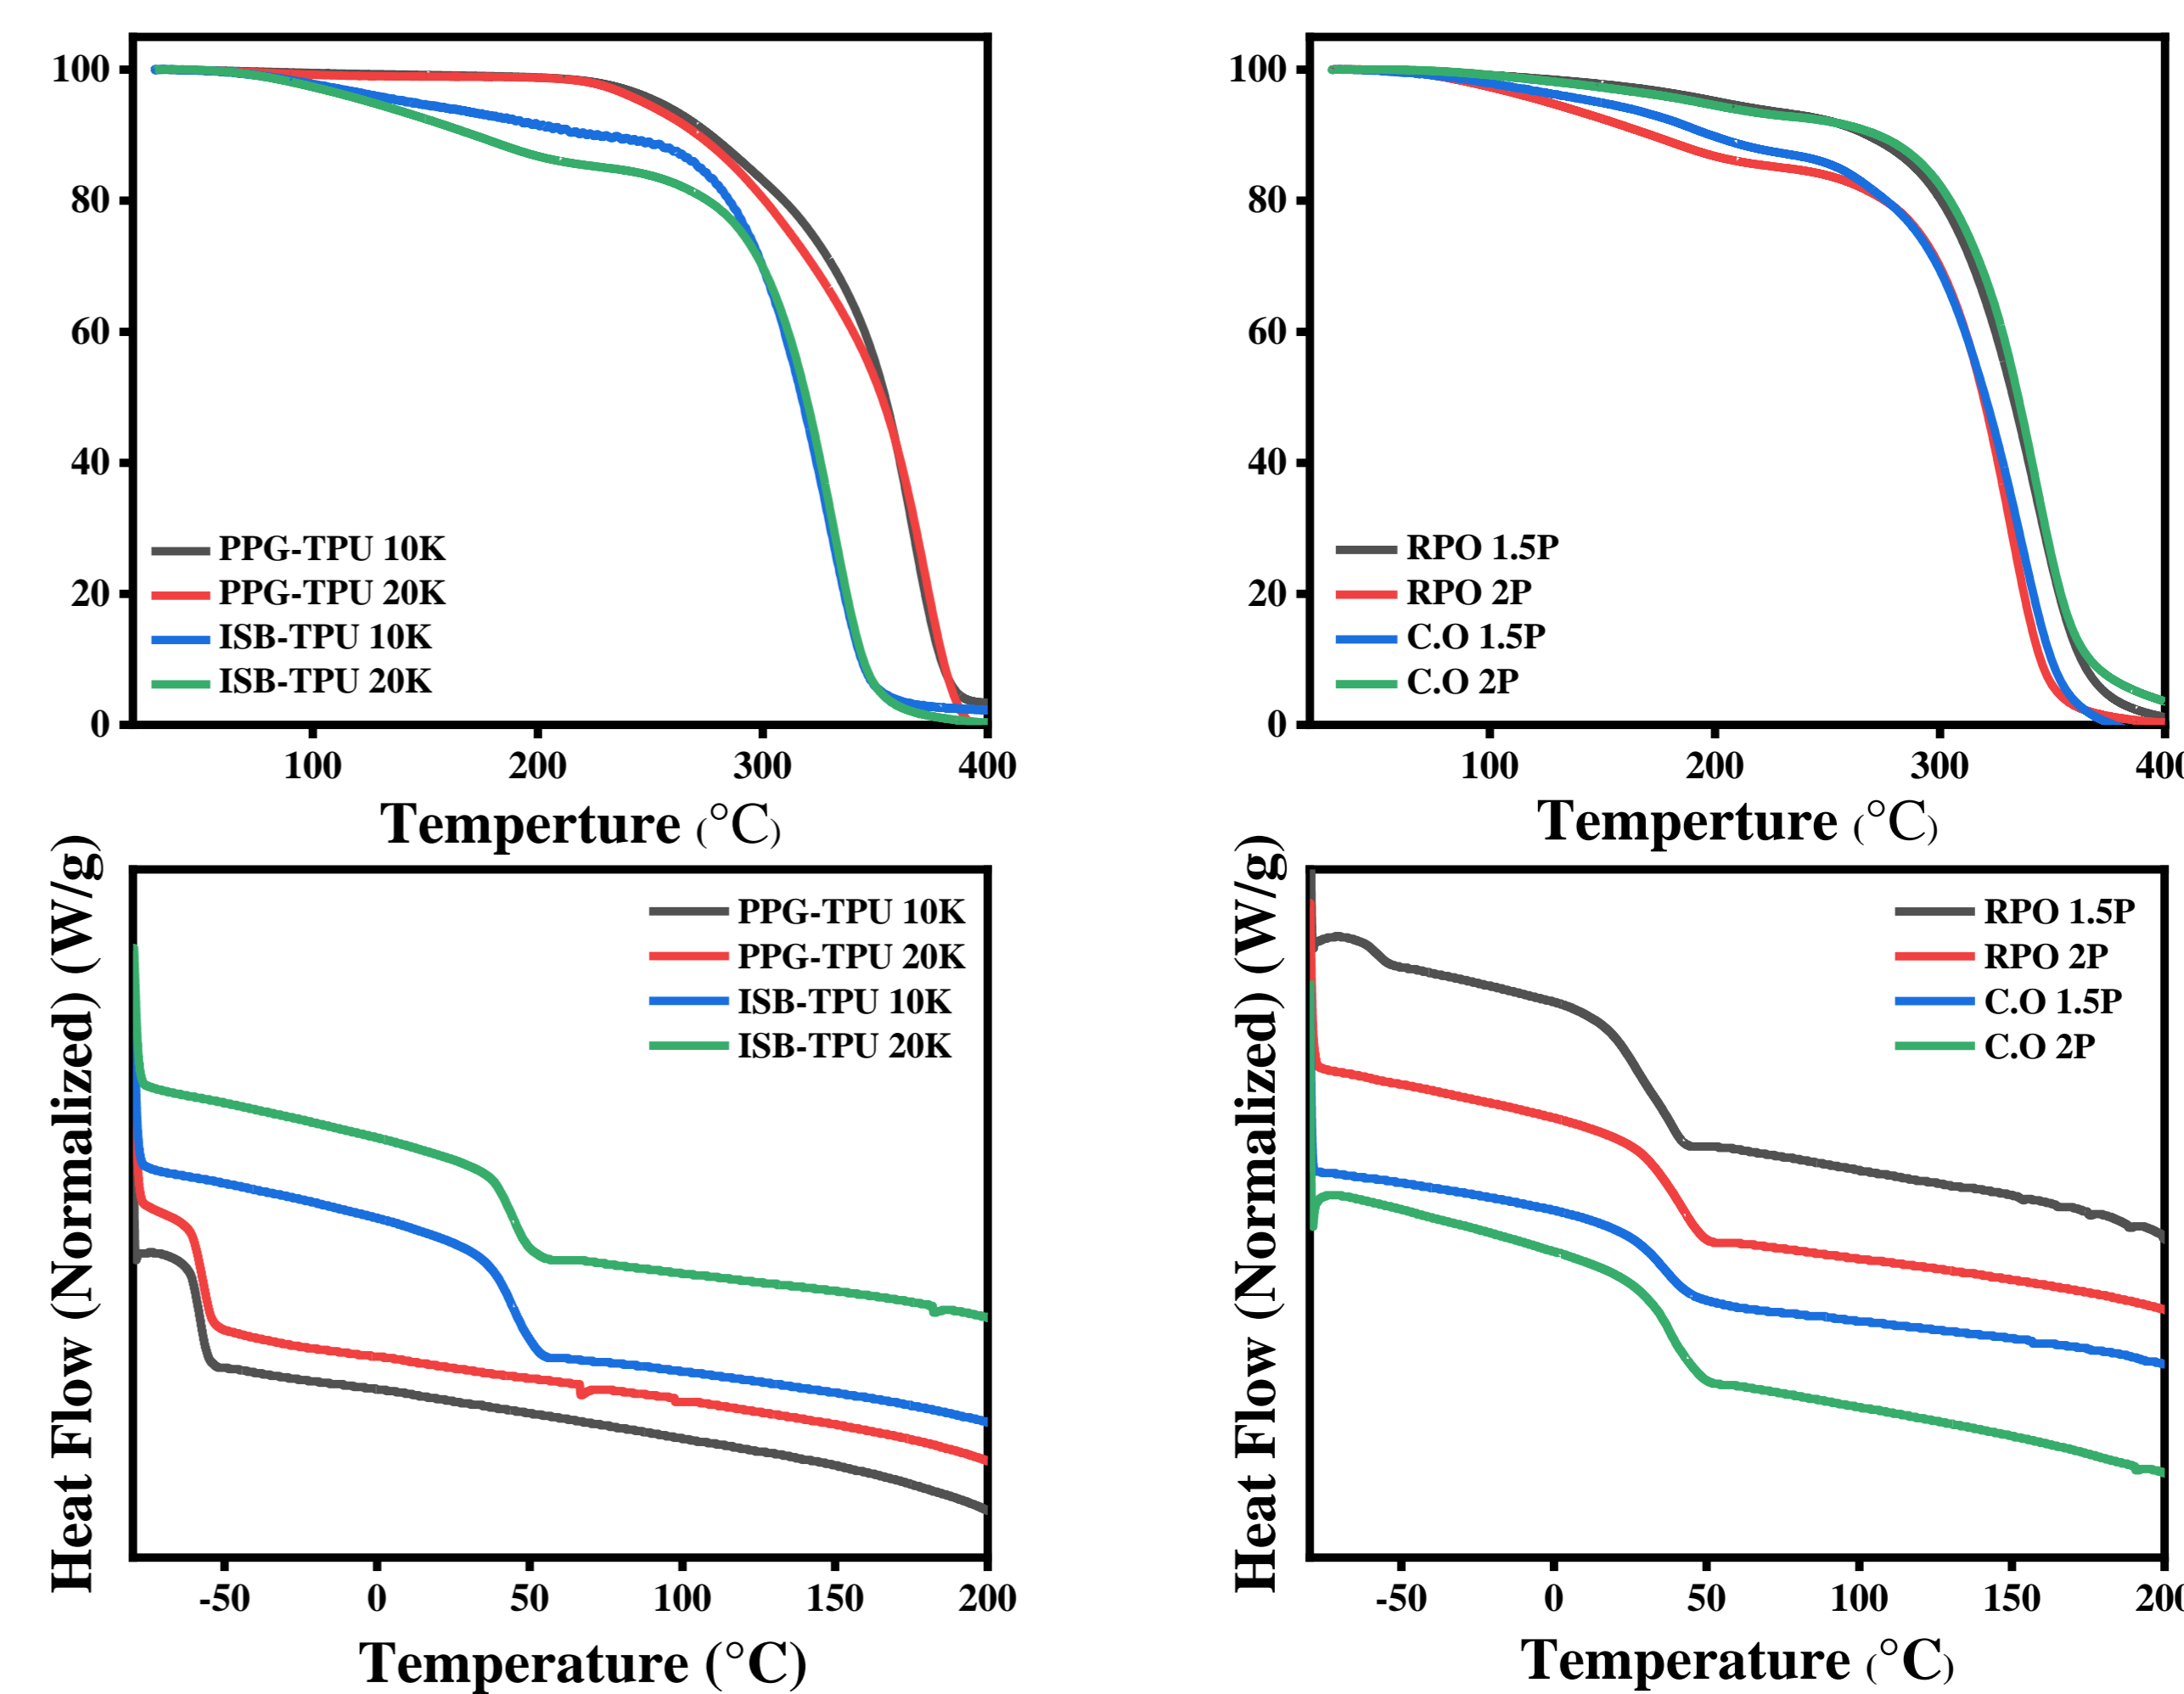 100
80
60
40
20
0
PPG-TPU 10K
PPG-TPU 20K
ISB-TPU 10K
ISB-TPU 20K
100 200 300 400
Temperture (°C)
100
80
60
40
20
0
RPO 1.5P
RPO 2P
C.O 1.5P
C.O 2P
100 200 300 400
Temperture (°C)
Heat Flow (Normalized) (W/g)
PPG-TPU 10K
PPG-TPU 20K
ISB-TPU 10K
ISB-TPU 20K
-50 0 50 100 150 200
Temperature (°C)
Heat Flow (Normalized) (W/g)
RPO 1.5P
RPO 2P
C.O 1.5P
C.O 2P
-50 0 50 100 150 200
Temperature (°C)